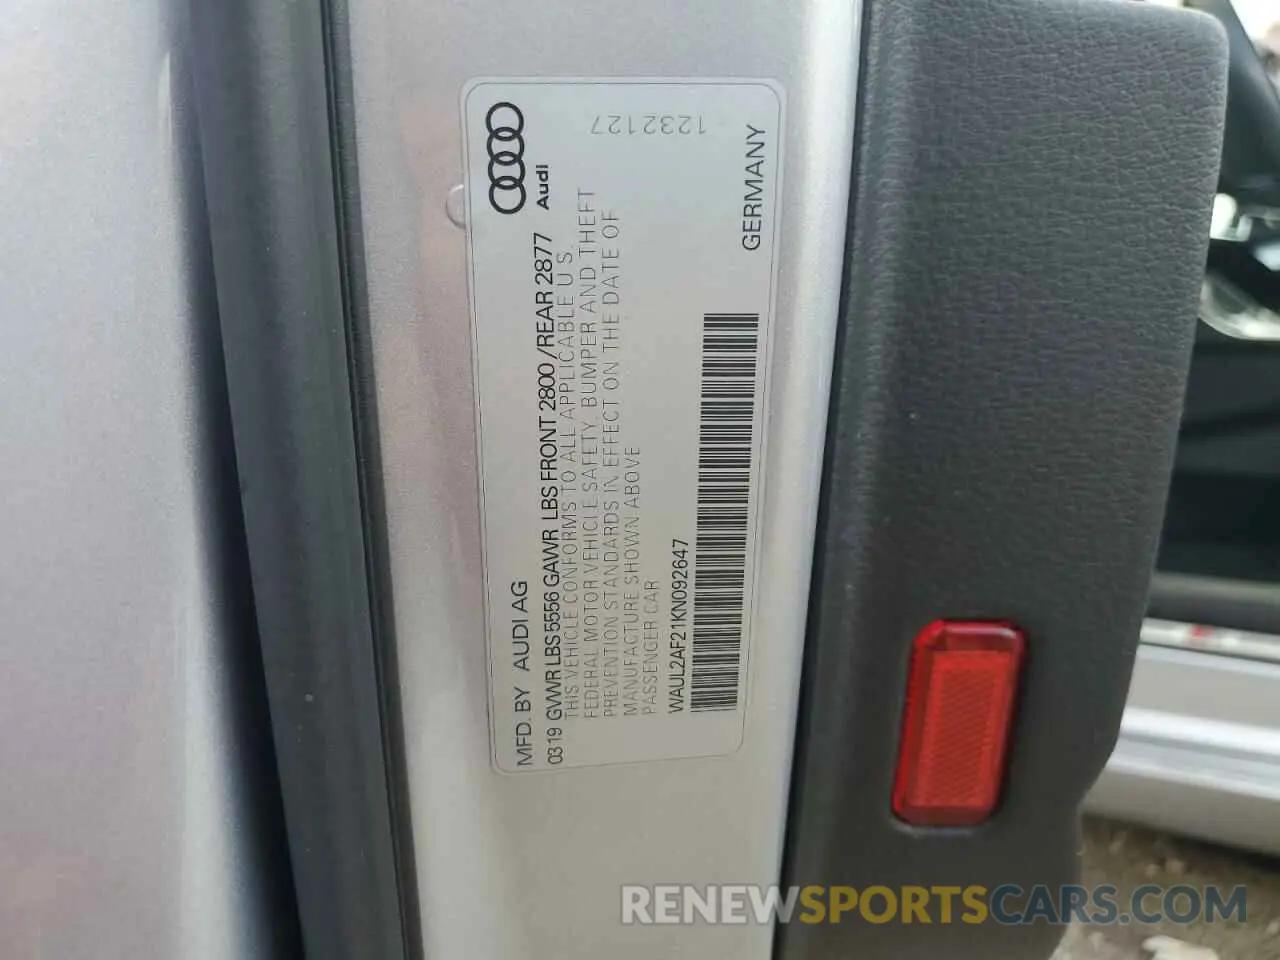 MFD. BY AUDI AG
0319 GVWR LBS 5556 GAWR LBS FRONT 2800 / REAR 2877
Audi
THIS VEHICLE CONFORMS TO ALL APPLICABLE U S.
FEDERAL MOTOR VEHICLE SAFETY, BUMPER AND THEFT
PREVENTION STANDARDS IN EFFECT ON THE DATE OF
MANUFACTURE SHOWN ABOVE
PASSENGER CAR
WAUL2AF21KN092647
GERMANY
1232127
RENEWSPORTSCARS.COM